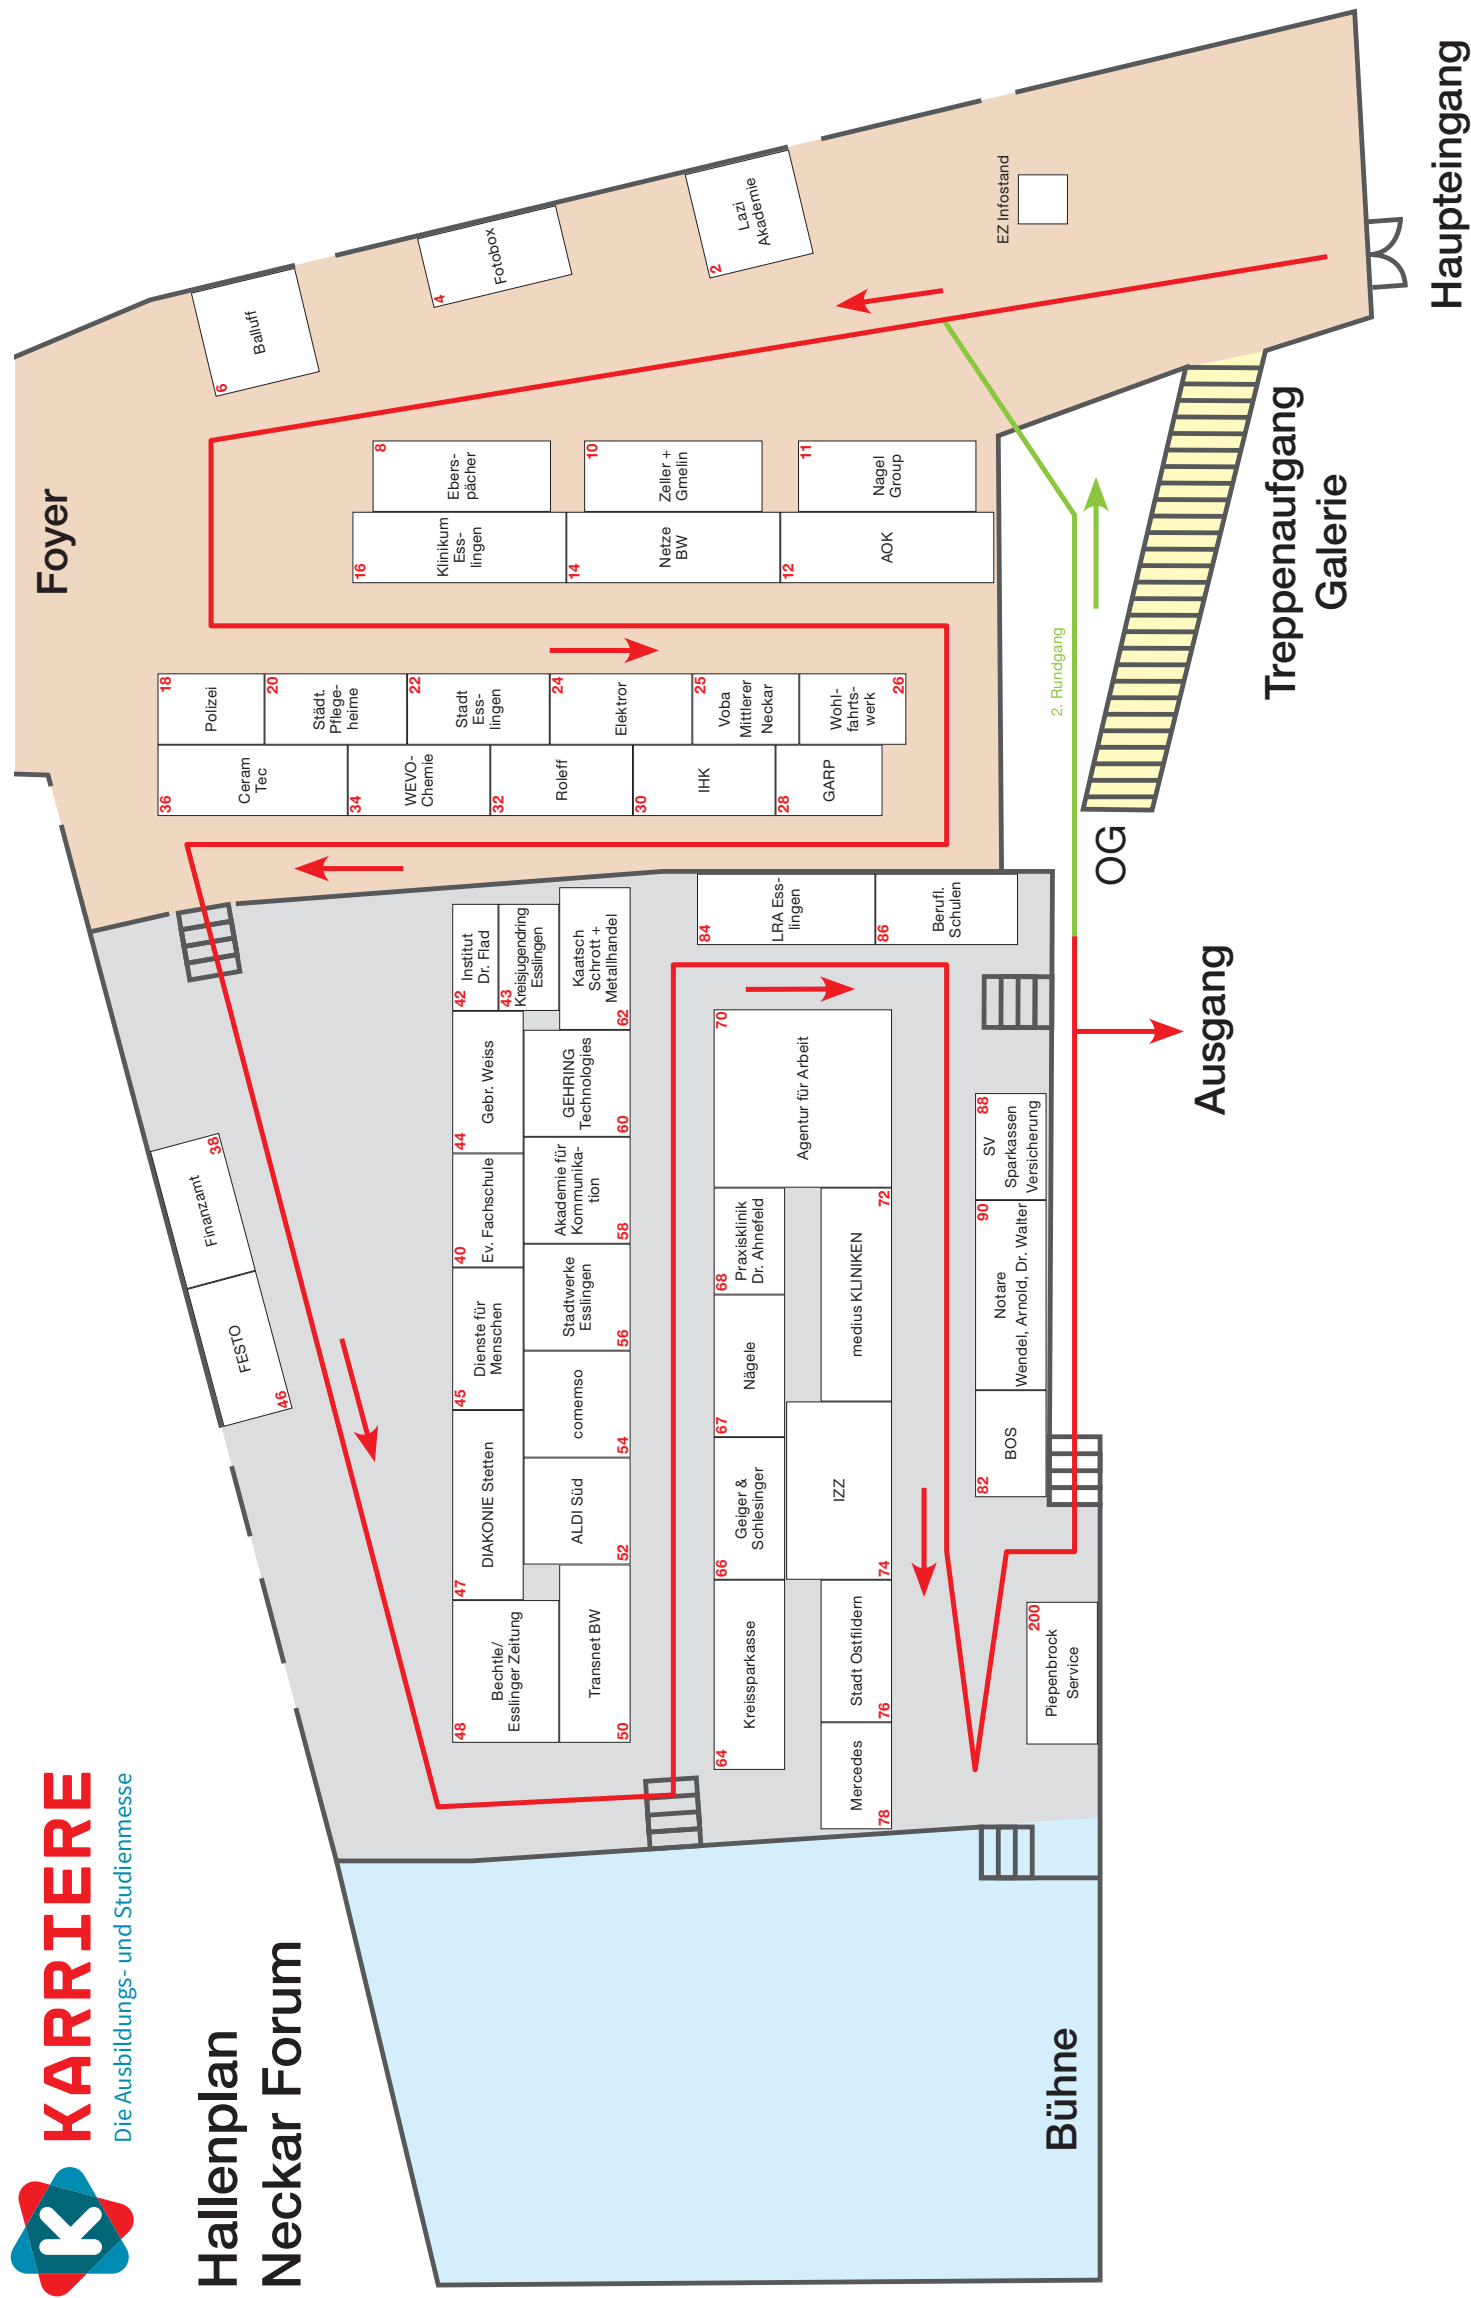 KARRIERE
Die Ausbildungs- und Studienmesse
Hallenplan
Neckar Forum
Bühne
FESTO
46
Finanzamt
38
48
Bechtle/
Esslinger Zeitung
47
DIAKONIE Stetten
45
Dienste für
Menschen
40
Ev. Fachschule
44
Gebr. Weiss
42
Institut
Dr. Flad
43
Kreisjugendring
Esslingen
Kaatsch
Schrott +
Metallhandel
62
Transnet BW
50
ALDI Süd
52
comemso
54
Stadtwerke
Esslingen
56
Akademie für
Kommunika-
tion
58
GEHRING
Technologies
60
64
Kreissparkasse
66
Geiger &
Schlesinger
67
Nägele
68
Praxisklinik
Dr. Ahnefeld
70
Agentur für Arbeit
Mercedes
78
Stadt Ostfildern
76
IZZ
74
medius KLINIKEN
72
84
LRA Ess-
lingen
86
Berufl.
Schulen
82
BOS
90
Notare
Wendel, Arnold, Dr. Walter
88
SV
Sparkassen
Versicherung
200
Piepenbrock
Service
Ausgang
OG
2. Rundgang
Treppenaufgang
Galerie
Foyer
36
Ceram
Tec
34
WEVO-
Chemie
32
Roleff
30
IHK
28
GARP
18
Polizei
20
Städt.
Pflege-
heime
22
Stadt
Ess-
lingen
24
Elektror
25
Voba
Mittlerer
Neckar
26
Wohl-
fahrts-
werk
16
Klinikum
Ess-
lingen
14
Netze
BW
12
AOK
8
Ebers-
pächer
10
Zeller +
Gmelin
11
Nagel
Group
6
Balluff
4
Fotobox
2
Lazi
Akademie
EZ Infostand
Haupteingang